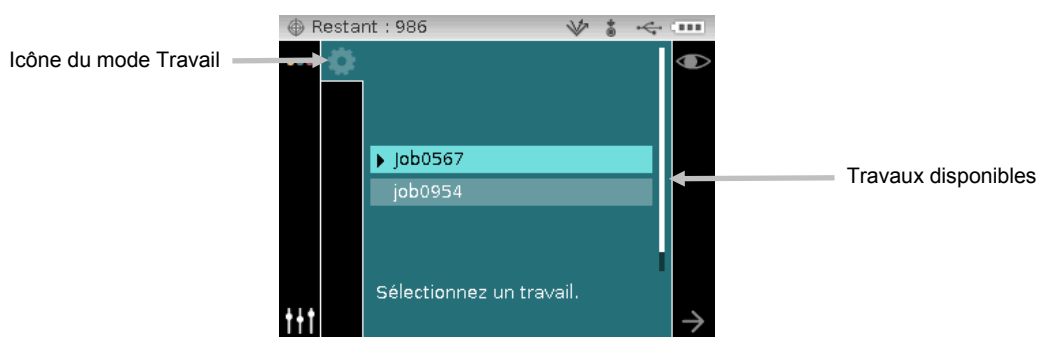 Restant : 986
Icône du mode Travail
Job0567
job0954
Travaux disponibles
Sélectionnez un travail.